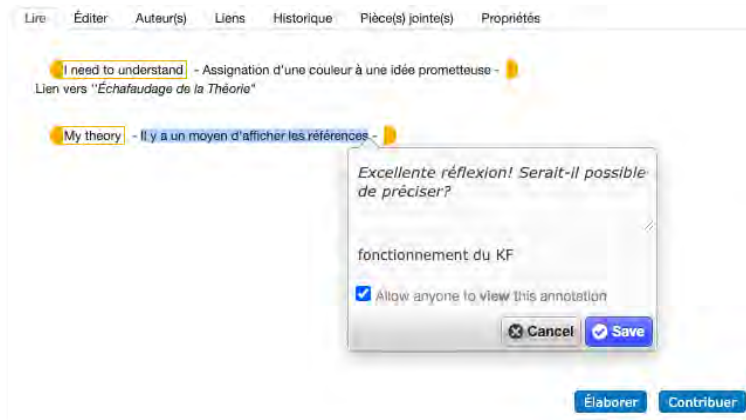 Lire Éditer Auteur(s) Liens Historique Pièce(s) jointe(s) Propriétés
I need to understand - Assignation d'une couleur à une idée prometteuse -
Lien vers "Échafaudage de la Théorie"
My theory - Il y a un moyen d'afficher les références -
Excellente réflexion! Serait-il possible
de préciser?
fonctionnement du KF
Allow anyone to view this annotation
Cancel Save
Élaborer Contribuer